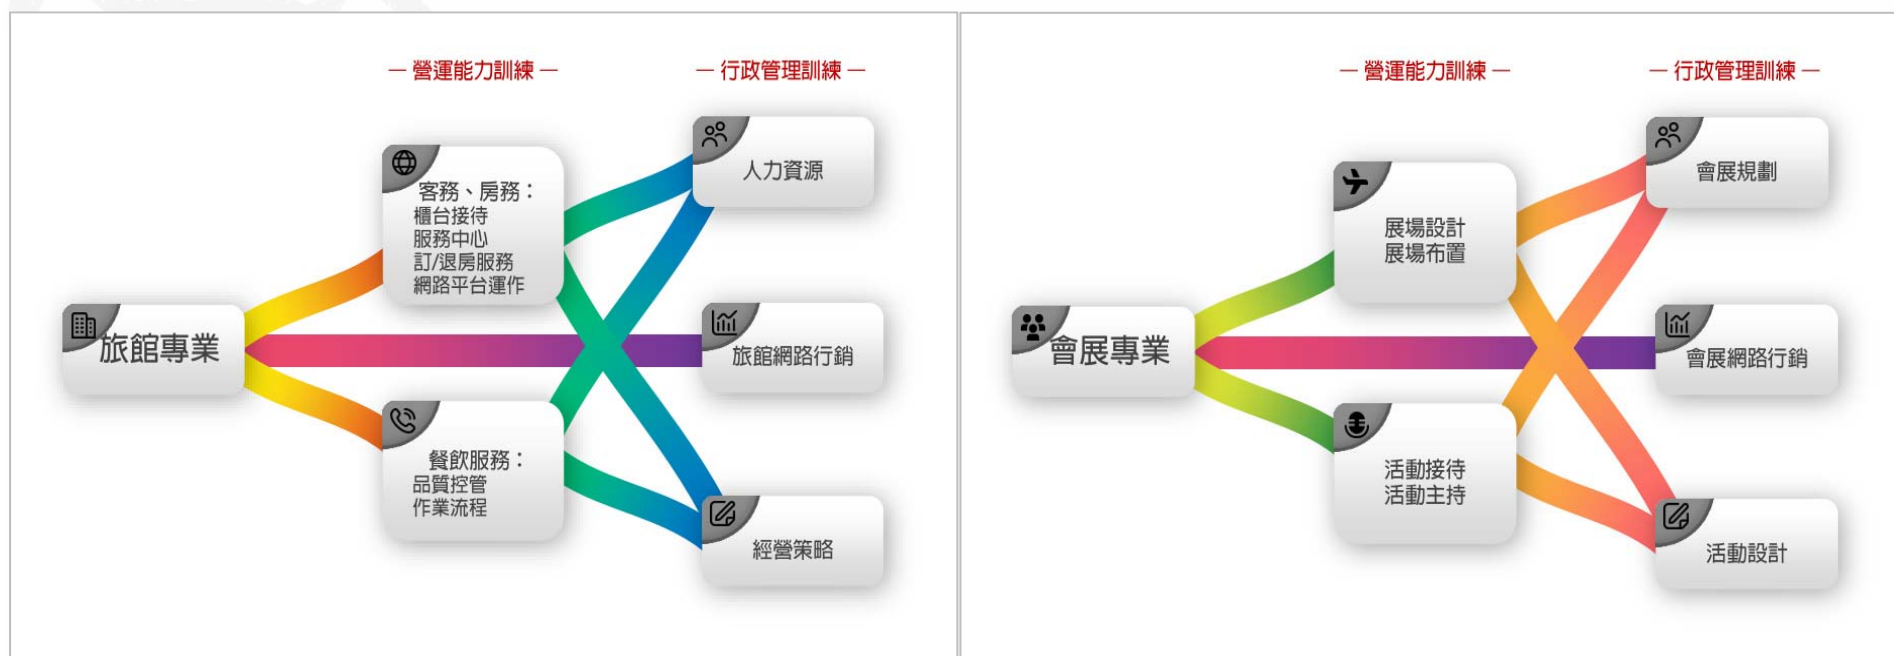 — 營運能力訓練 —
— 行政管理訓練 —
客務、房務：
櫃台接待
服務中心
訂/退房服務
網路平台運作
人力資源
旅館專業
旅館網路行銷
餐飲服務：
品質控管
作業流程
經營策略
— 營運能力訓練 —
— 行政管理訓練 —
展場設計
展場布置
會展規劃
會展專業
會展網路行銷
活動接待
活動主持
活動設計